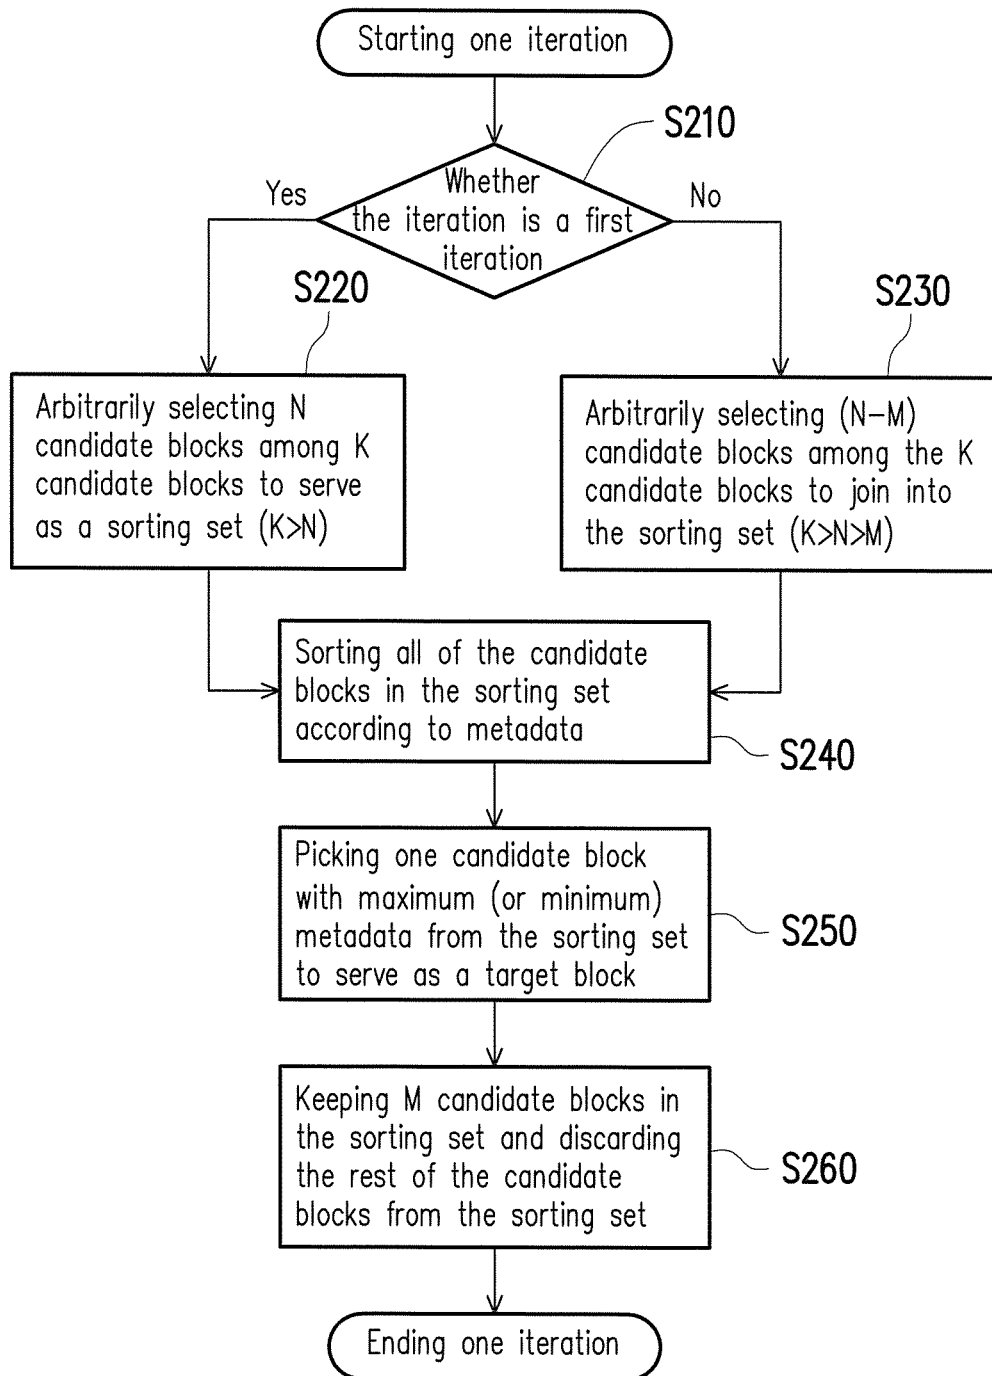 Starting one iteration
S210
Whether
the iteration is a first
iteration
Yes
No
S220
S230
Arbitrarily selecting N
candidate blocks among K
candidate blocks to serve
as a sorting set (K>N)
Arbitrarily selecting (N-M)
candidate blocks among the K
candidate blocks to join into
the sorting set (K>N>M)
Sorting all of the candidate
blocks in the sorting set
according to metadata
S240
Picking one candidate block
with maximum (or minimum)
metadata from the sorting set
to serve as a target block
S250
Keeping M candidate blocks in
the sorting set and discarding
the rest of the candidate
blocks from the sorting set
S260
Ending one iteration